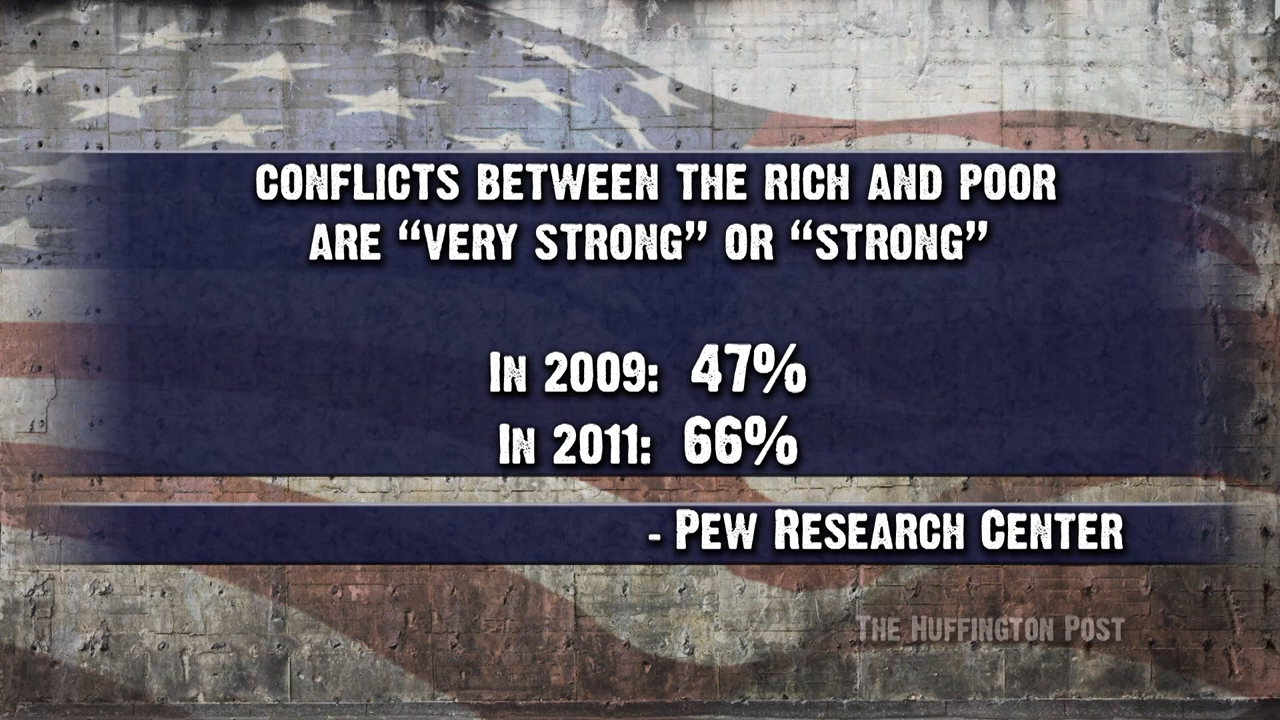 CONFLICTS BETWEEN THE RICH AND POOR
ARE “VERY STRONG” OR “STRONG”
IN 2009: 47%
IN 2011: 66%
- PEW RESEARCH CENTER
THE HUFFINGTON POST